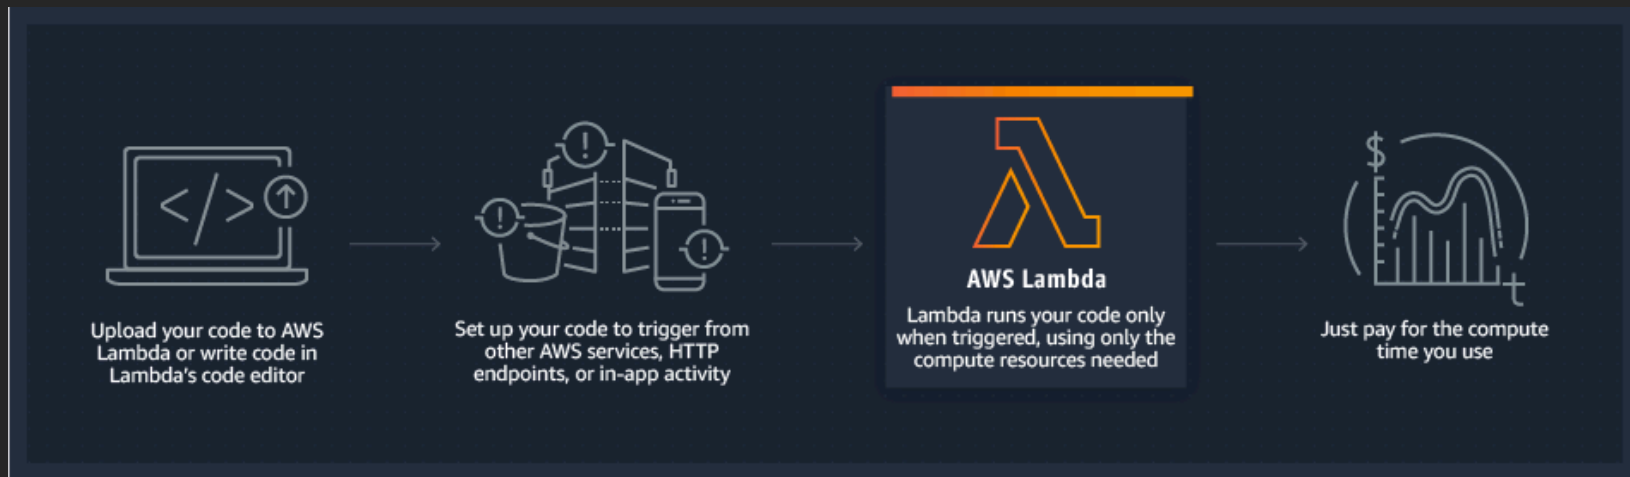 </>
Upload your code to AWS
Lambda or write code in
Lambda's code editor
Set up your code to trigger from
other AWS services, HTTP
endpoints, or in-app activity
AWS Lambda
Lambda runs your code only
when triggered, using only the
compute resources needed
$
t
Just pay for the compute
time you use